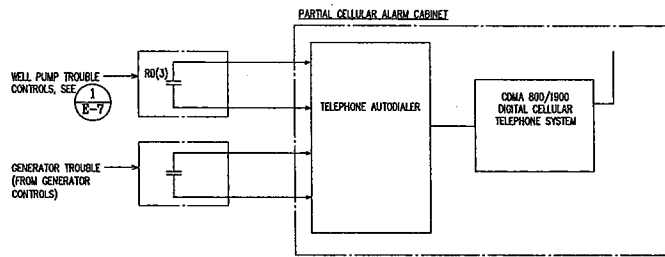 PARTIAL CELLULAR ALARM CABINET
WELL PUMP TROUBLE
CONTROLS, SEE
1
E-7
RO(3)
TELEPHONE AUTODIALER
CDMA 800/1900
DIGITAL CELLULAR
TELEPHONE SYSTEM
GENERATOR TROUBLE
(FROM GENERATOR
CONTROLS)